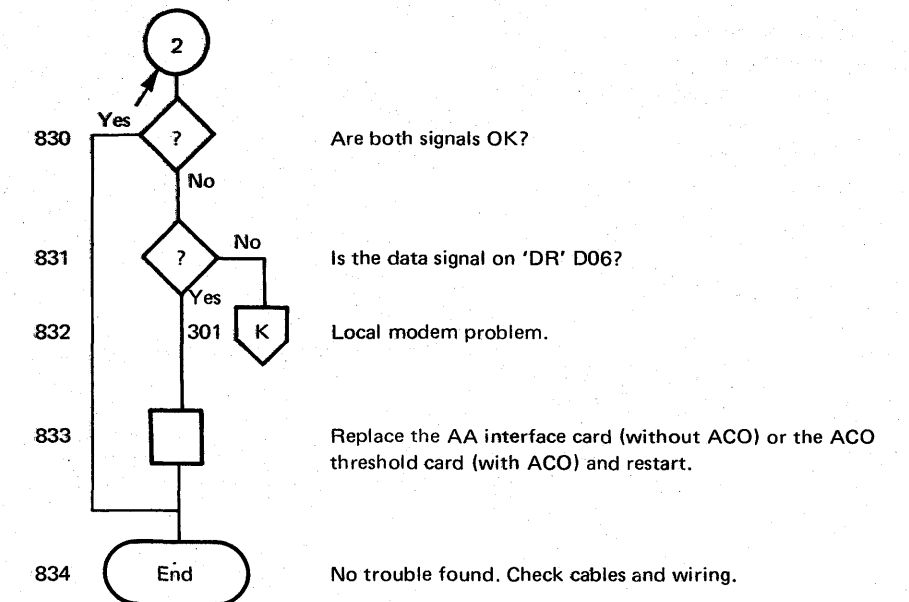 2
Yes
830 ? Are both signals OK?
No
No
831 ? Is the data signal on 'DR' D06?
Yes
832 301 K Local modem problem.
833 Replace the AA interface card (without ACO) or the ACO
threshold card (with ACO) and restart.
834 End No trouble found. Check cables and wiring.